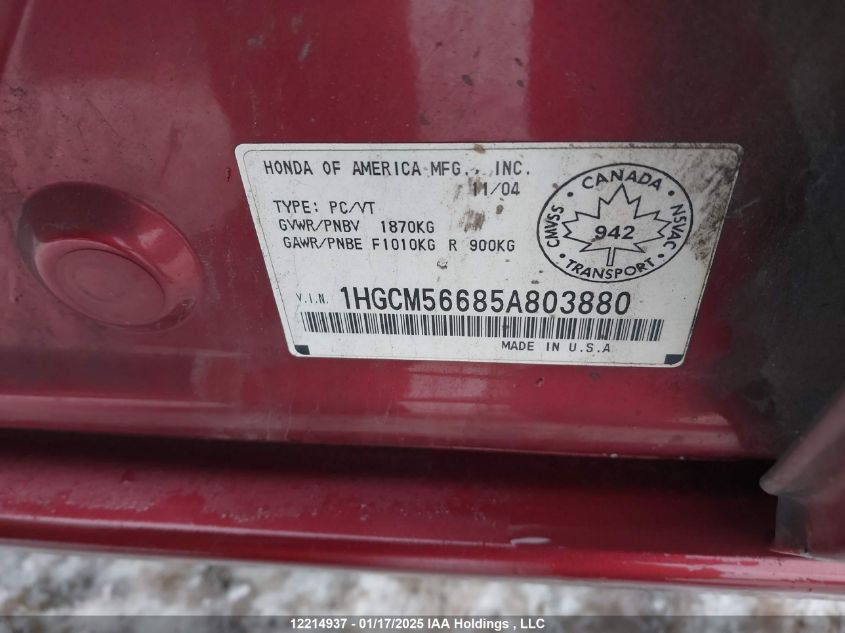 HONDA OF AMERICA MFG., INC.
11/04
TYPE: PC/VT
GVWR/PNBV 1870KG
GAWR/PNBE F1010KG R 900KG
CANADA
CMVSS
942
NSVAC
TRANSPORT
V.I.N. 1HGCM56685A803880
MADE IN U.S.A
12214937 - 01/17/2025 IAA Holdings, LLC